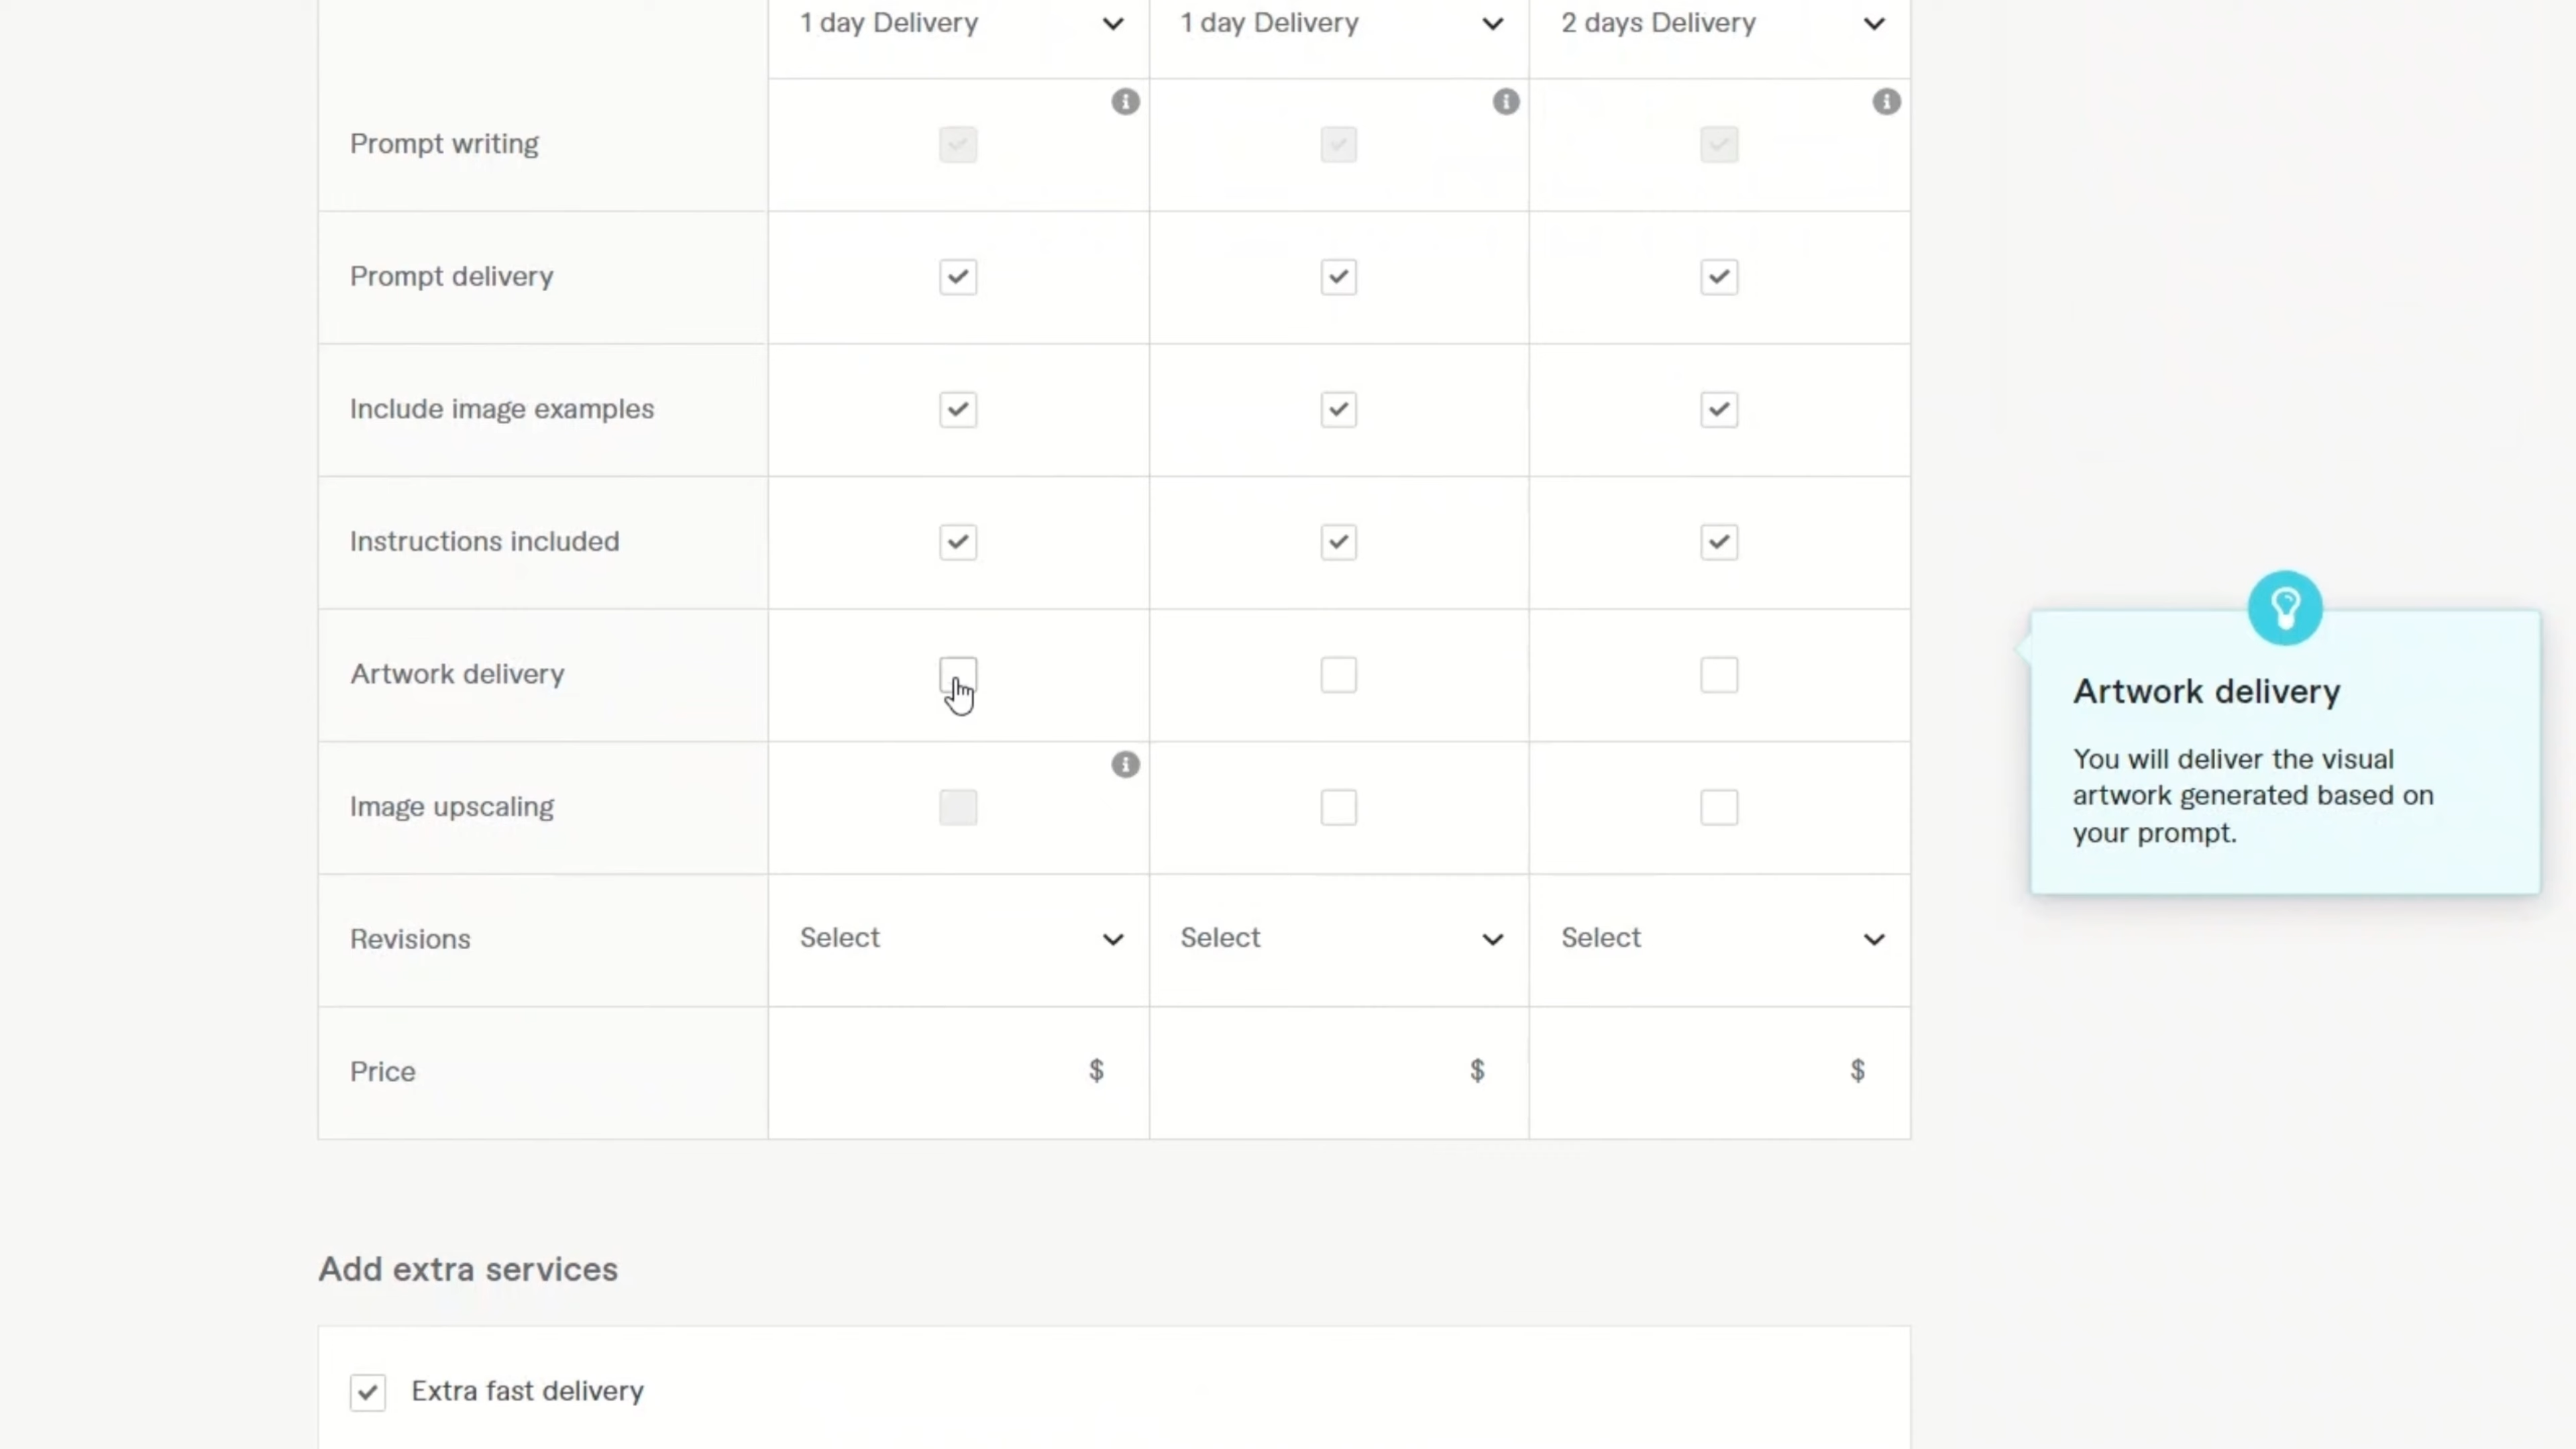 1 day Delivery
1 day Delivery
2 days Delivery
Prompt writing
Prompt delivery
Include image examples
Instructions included
Artwork delivery
Image upscaling
Revisions
Select
Select
Select
Price
$
$
$
Artwork delivery
You will deliver the visual
artwork generated based on
your prompt.
Add extra services
Extra fast delivery